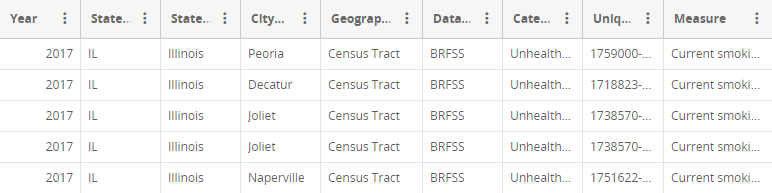 Year State... State... City... Geograp... Data... Cate... Uniq... Measure
2017 IL Illinois Peoria Census Tract BRFSS Unhealth... 1759000-... Current smoki...
2017 IL Illinois Decatur Census Tract BRFSS Unhealth... 1718823-... Current smoki...
2017 IL Illinois Joliet Census Tract BRFSS Unhealth... 1738570-... Current smoki...
2017 IL Illinois Joliet Census Tract BRFSS Unhealth... 1738570-... Current smoki...
2017 IL Illinois Naperville Census Tract BRFSS Unhealth... 1751622-... Current smoki...